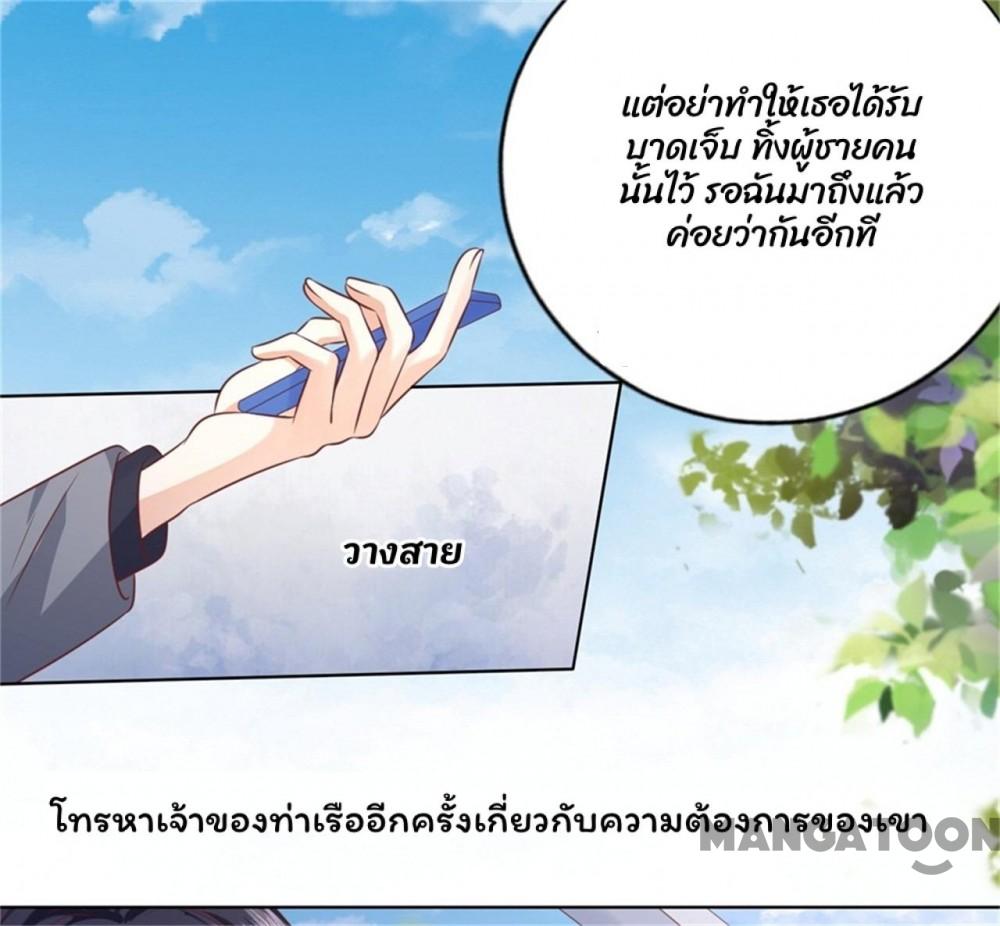 แต่อย่าทำให้เธอได้รับ
บาดเจ็บ ทิ้งผู้ชายคน
นั้นไว้ รอฉันมาถึงแล้ว
ค่อยว่ากันอีกที
วางสาย
โทรหาเจ้าของท่าเรืออีกครั้งเกี่ยวกับความต้องการของเขา
MANGATOON